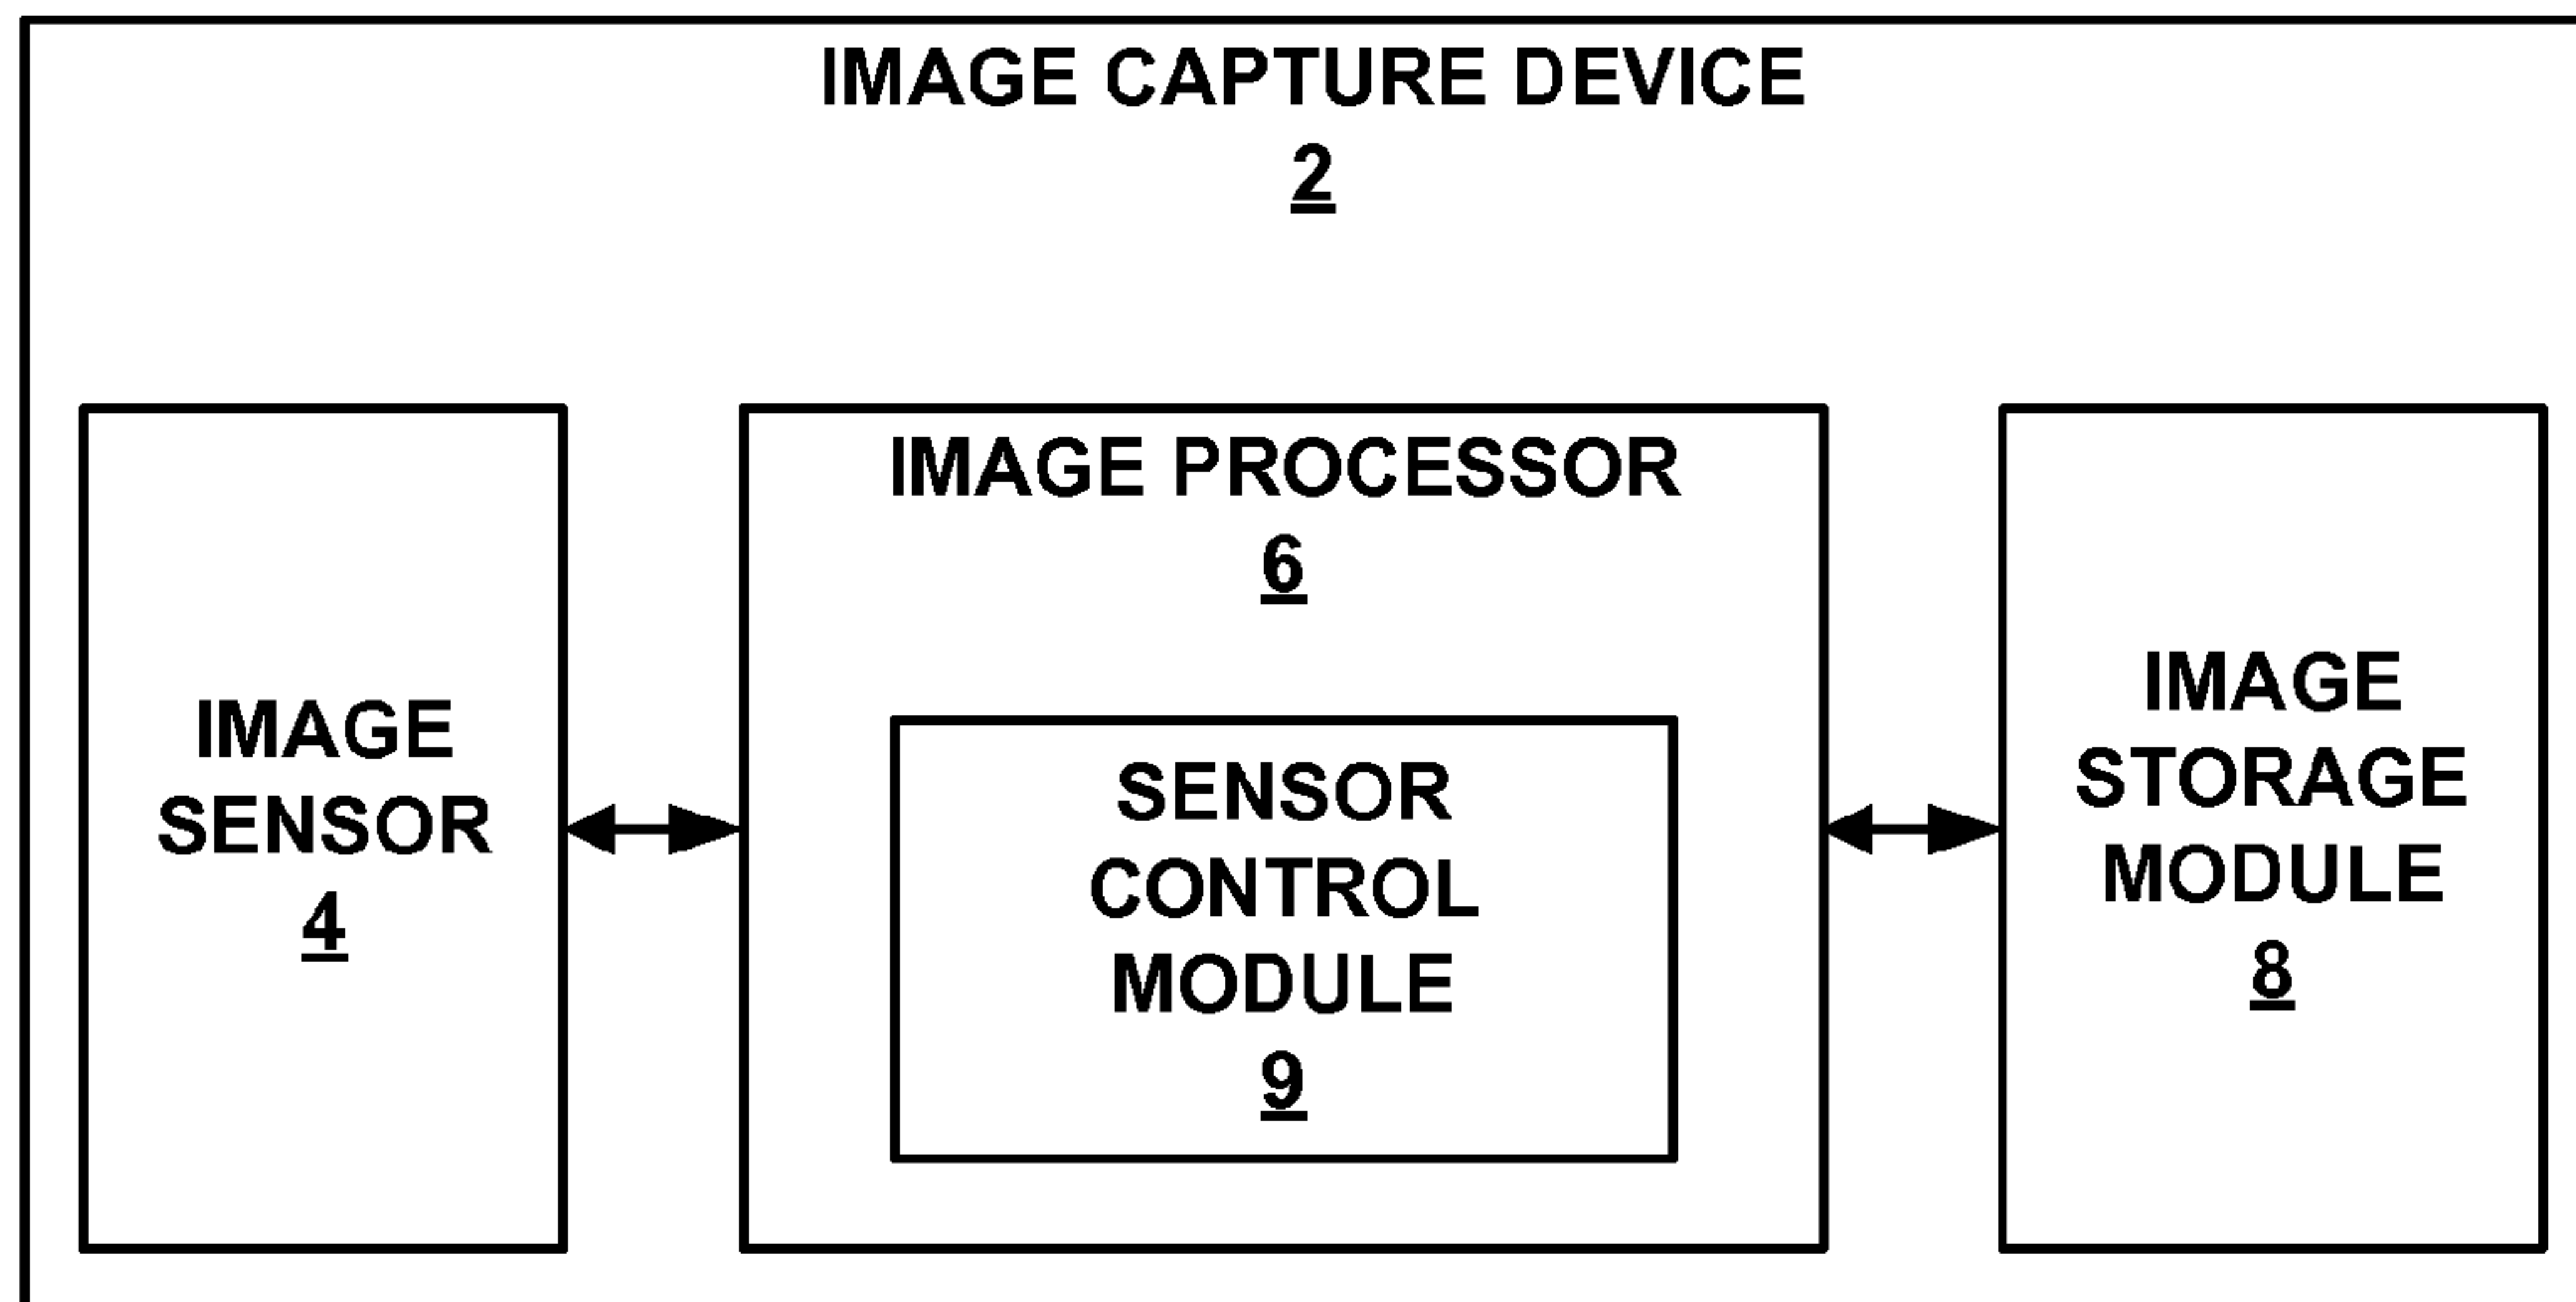 IMAGE CAPTURE DEVICE
2
IMAGE
SENSOR
4
IMAGE PROCESSOR
6
SENSOR
CONTROL
MODULE
9
IMAGE
STORAGE
MODULE
8